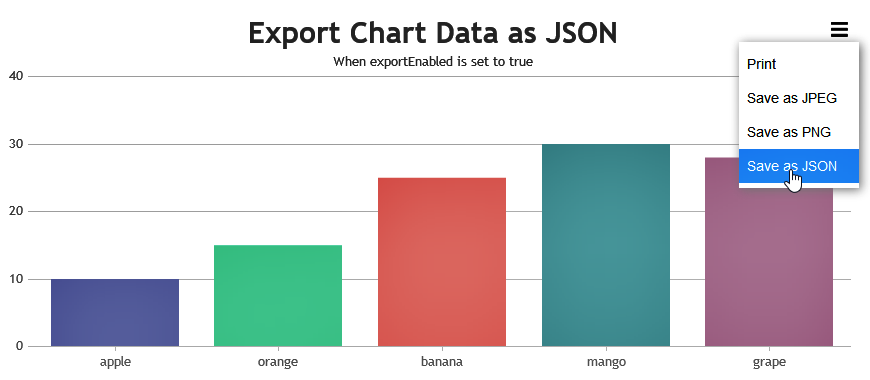 Export Chart Data as JSON
When exportEnabled is set to true
Print
Save as JPEG
Save as PNG
Save as JSON
40
30
20
10
0
apple orange banana mango grape